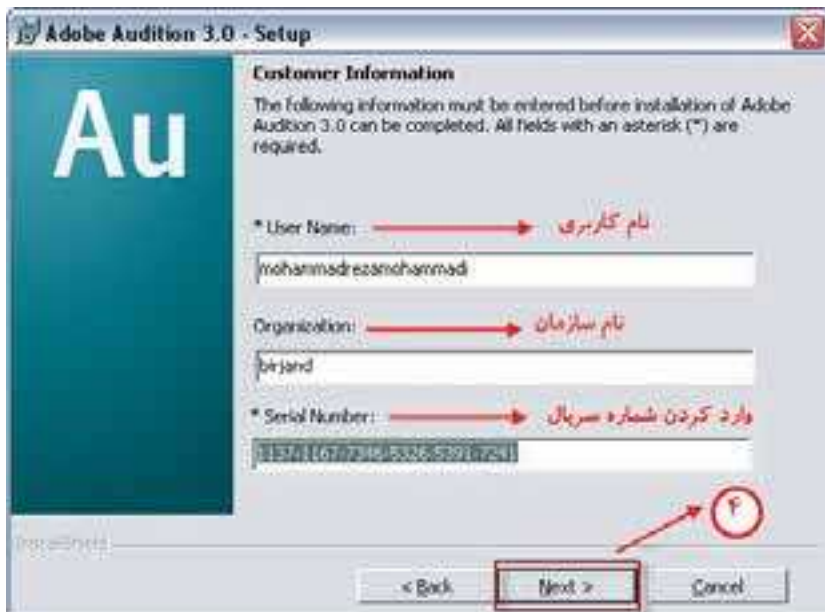 Adobe Audition 3.0 - Setup
Au
Customer Information
The following information must be entered before installation of Adobe
Audition 3.0 can be completed. All fields with an asterisk (*) are
required.
* User Name:
نام کاربری
mohammadrezamohammadi
Organization:
نام سازمان
birjand
* Serial Number:
وارد کردن شماره سریال
۴
InstallShield
< Back
Next >
Cancel